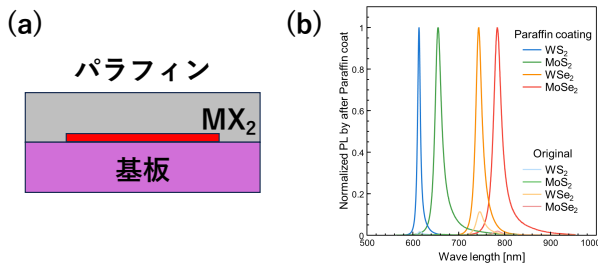 (a)
パラフィン
MX2
基板
(b)
Normalized PL by after Paraffin coat
1
0.8
0.6
0.4
0.2
0
500
600
700
800
900
1000
Wave length [nm]
Paraffin coating
WS2
MoS2
WSe2
MoSe2
Original
WS2
MoS2
WSe2
MoSe2